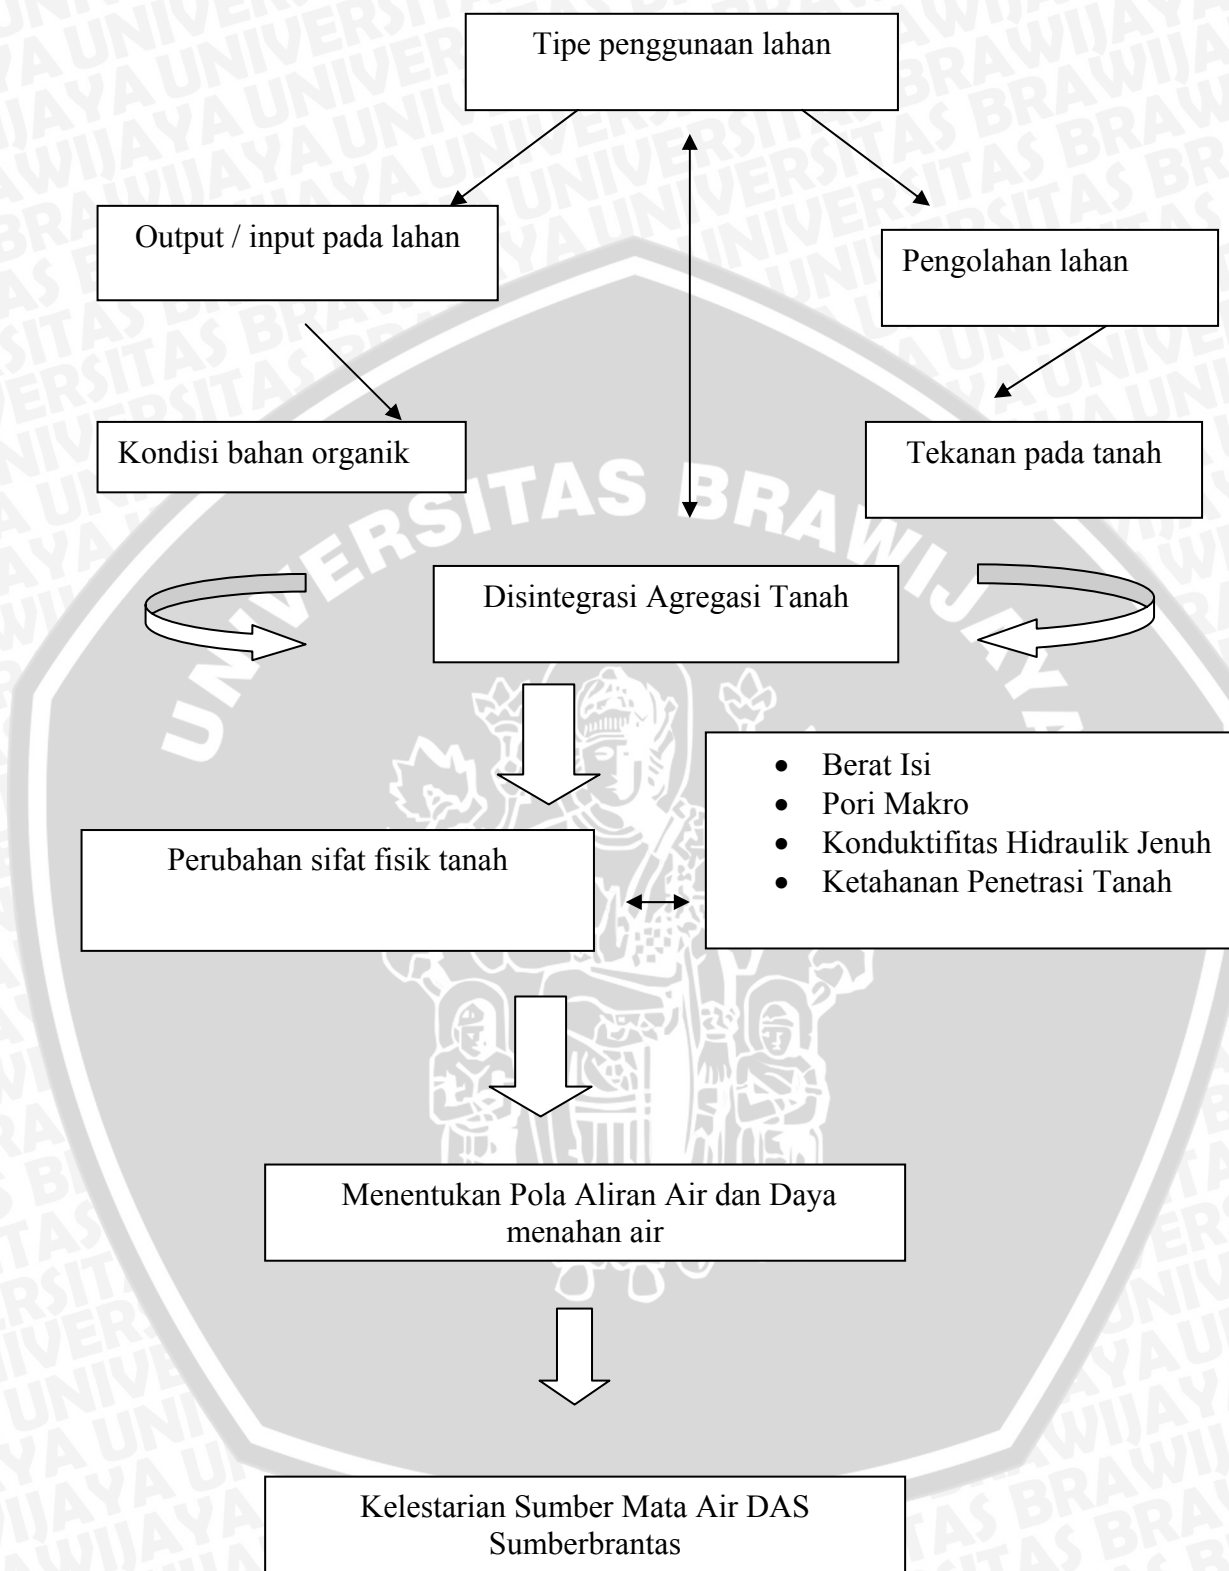 Tipe penggunaan lahan
Output / input pada lahan
Pengolahan lahan
Kondisi bahan organik
Tekanan pada tanah
UNIVERSITAS BRAWIJAYA
Disintegrasi Agregasi Tanah
• Berat Isi
• Pori Makro
• Konduktifitas Hidraulik Jenuh
• Ketahanan Penetrasi Tanah
Perubahan sifat fisik tanah
Menentukan Pola Aliran Air dan Daya
menahan air
Kelestarian Sumber Mata Air DAS
Sumberbrantas